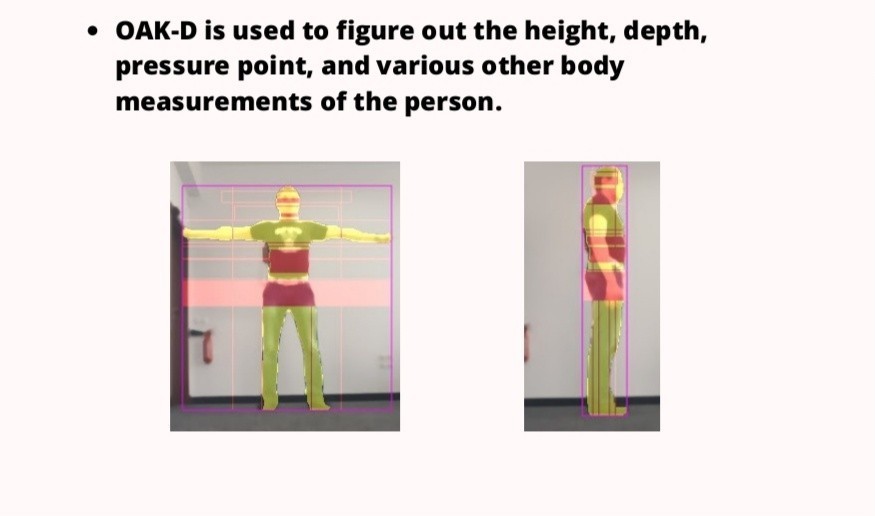 • OAK-D is used to figure out the height, depth,
pressure point, and various other body
measurements of the person.